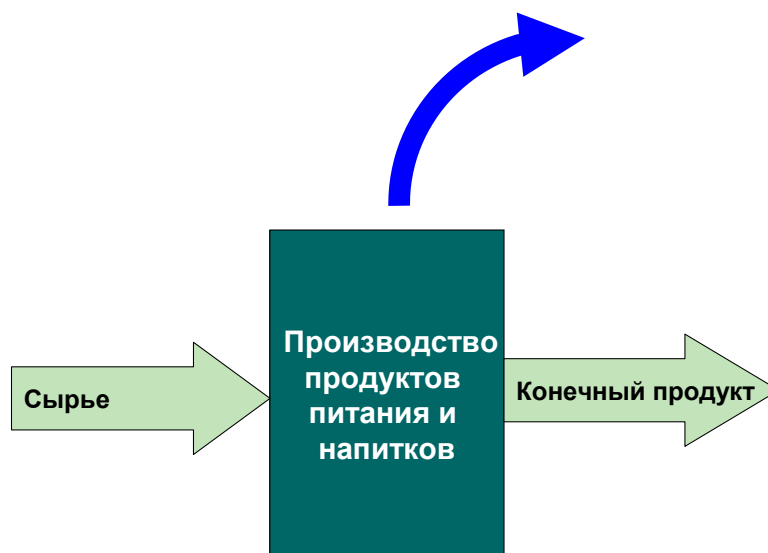 Сырье
Производство
продуктов
питания и
напитков
Конечный продукт